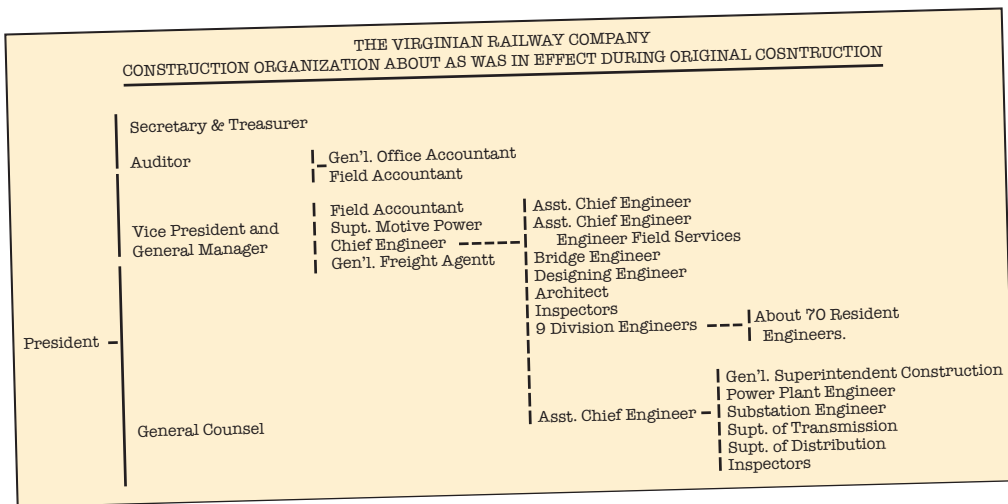 THE VIRGINIAN RAILWAY COMPANY
CONSTRUCTION ORGANIZATION ABOUT AS WAS IN EFFECT DURING ORIGINAL COSNTRUCTION
Secretary & Treasurer
Auditor
Gen'l. Office Accountant
Field Accountant
Vice President and
General Manager
Field Accountant
Supt. Motive Power
Chief Engineer
Gen'l. Freight Agentt
Asst. Chief Engineer
Asst. Chief Engineer
Engineer Field Services
Bridge Engineer
Designing Engineer
Architect
Inspectors
9 Division Engineers
About 70 Resident
Engineers.
President
Asst. Chief Engineer
Gen'l. Superintendent Construction
Power Plant Engineer
Substation Engineer
Supt. of Transmission
Supt. of Distribution
Inspectors
General Counsel